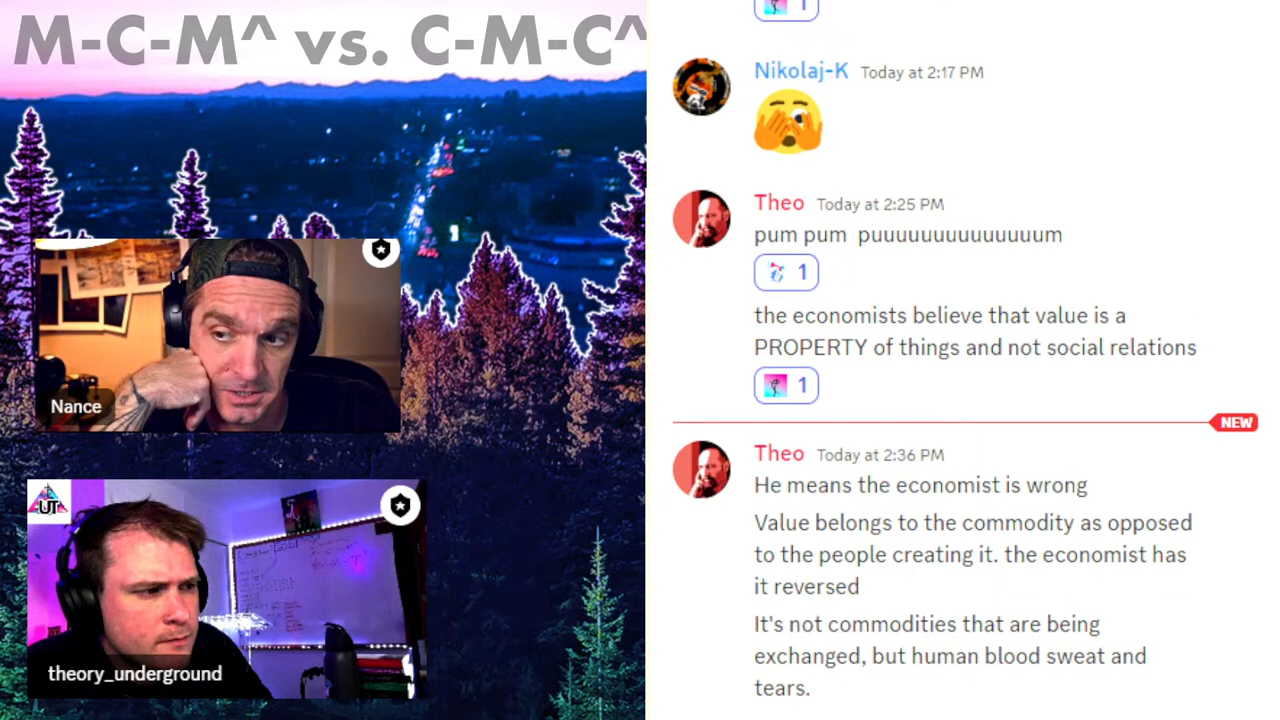 M-C-M^ vs. C-M-C^
1
Nikolaj-K Today at 2:17 PM
Theo Today at 2:25 PM
pum pum puuuuuuuuuuuuuum
1
the economists believe that value is a
PROPERTY of things and not social relations
1
NEW
Theo Today at 2:36 PM
He means the economist is wrong
Value belongs to the commodity as opposed
to the people creating it. the economist has
it reversed
It's not commodities that are being
exchanged, but human blood sweat and
tears.
Nance
UT
theory_underground